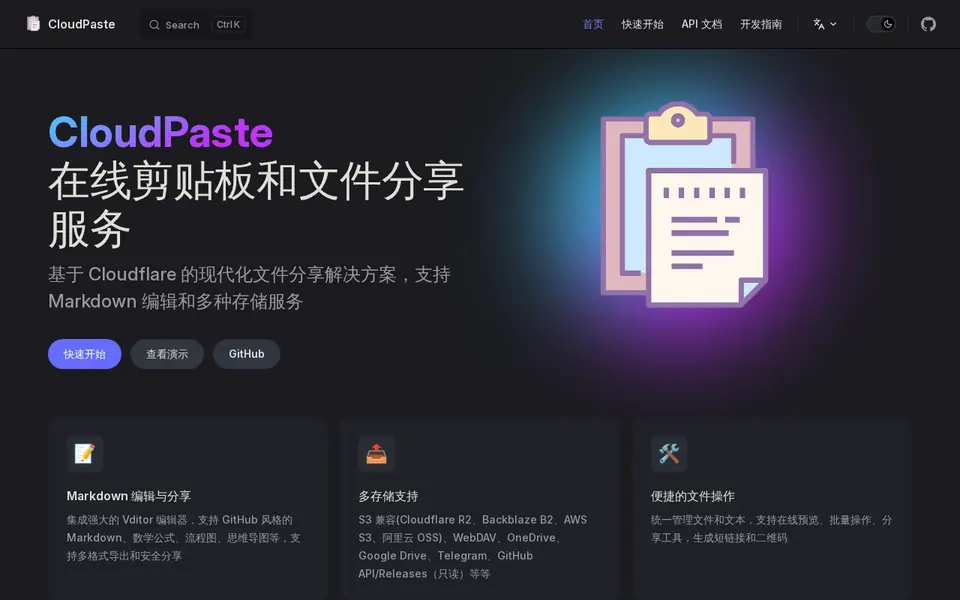 CloudPaste
Search
Ctrl K
首页
快速开始
API 文档
开发指南
CloudPaste
在线剪贴板和文件分享
服务
基于 Cloudflare 的现代化文件分享解决方案，支持
Markdown 编辑和多种存储服务
快速开始
查看演示
GitHub
Markdown 编辑与分享
集成强大的 Vditor 编辑器，支持 GitHub 风格的
Markdown、数学公式、流程图、思维导图等，支
持多格式导出和安全分享
多存储支持
S3 兼容(Cloudflare R2、Backblaze B2、AWS
S3、阿里云 OSS)、WebDAV、OneDrive、
Google Drive、Telegram、GitHub
API/Releases（只读）等等
便捷的文件操作
统一管理文件和文本，支持在线预览、批量操作、分
享工具，生成短链接和二维码